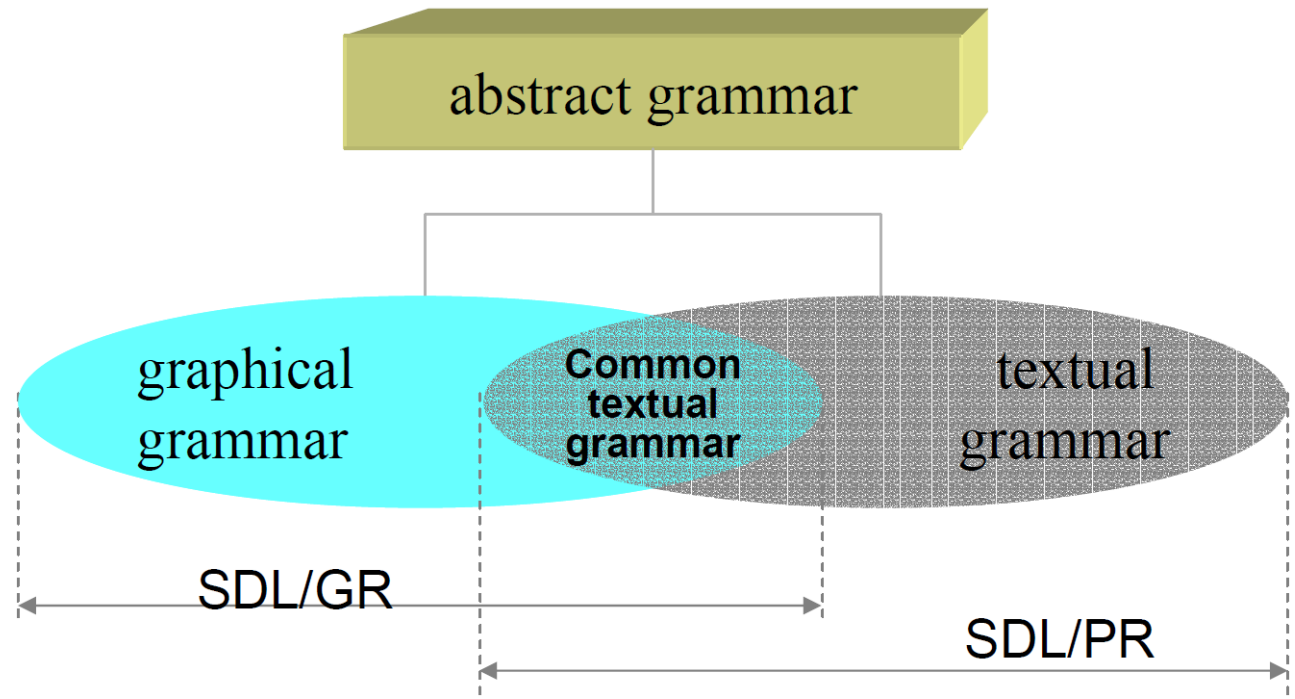 abstract grammar
graphical
grammar
Common
textual
grammar
textual
grammar
SDL/GR
SDL/PR